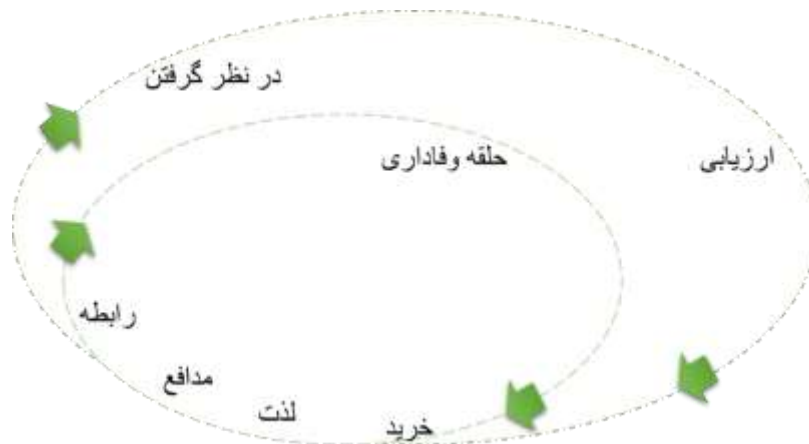 در نظر گرفتن
حلقه وفاداری
ارزیابی
رابطه
مدافع
لذت
خرید